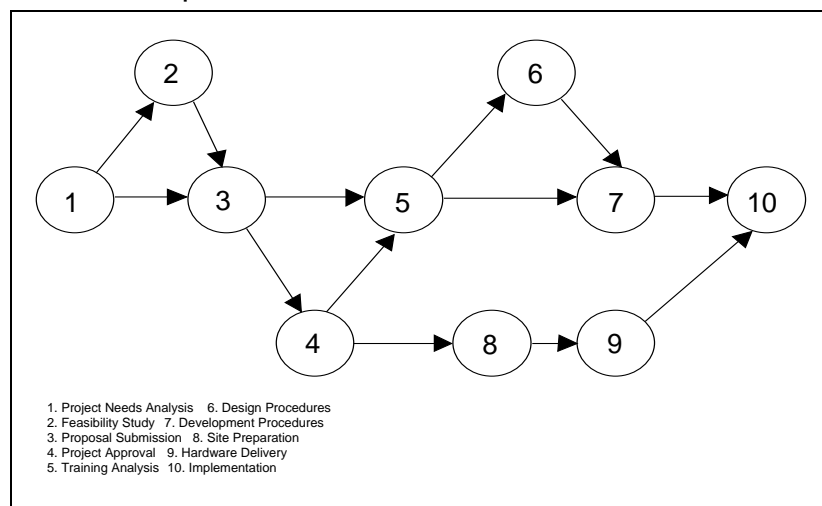 2
6
1
3
5
7
10
4
8
9
1. Project Needs Analysis 6. Design Procedures
2. Feasibility Study 7. Development Procedures
3. Proposal Submission 8. Site Preparation
4. Project Approval 9. Hardware Delivery
5. Training Analysis 10. Implementation